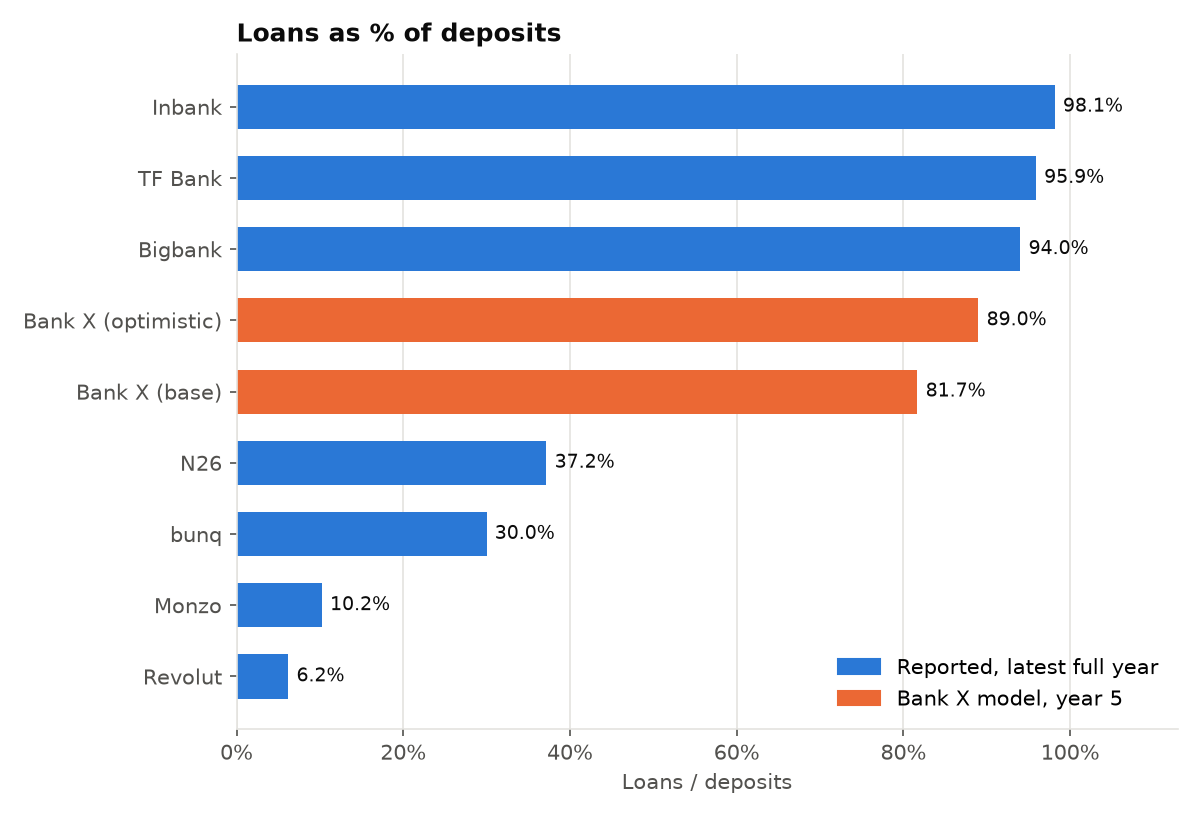 Loans as % of deposits
Inbank 98.1%
TF Bank 95.9%
Bigbank 94.0%
Bank X (optimistic) 89.0%
Bank X (base) 81.7%
N26 37.2%
bunq 30.0%
Monzo 10.2%
Revolut 6.2%
Reported, latest full year
Bank X model, year 5
0% 20% 40% 60% 80% 100%
Loans / deposits